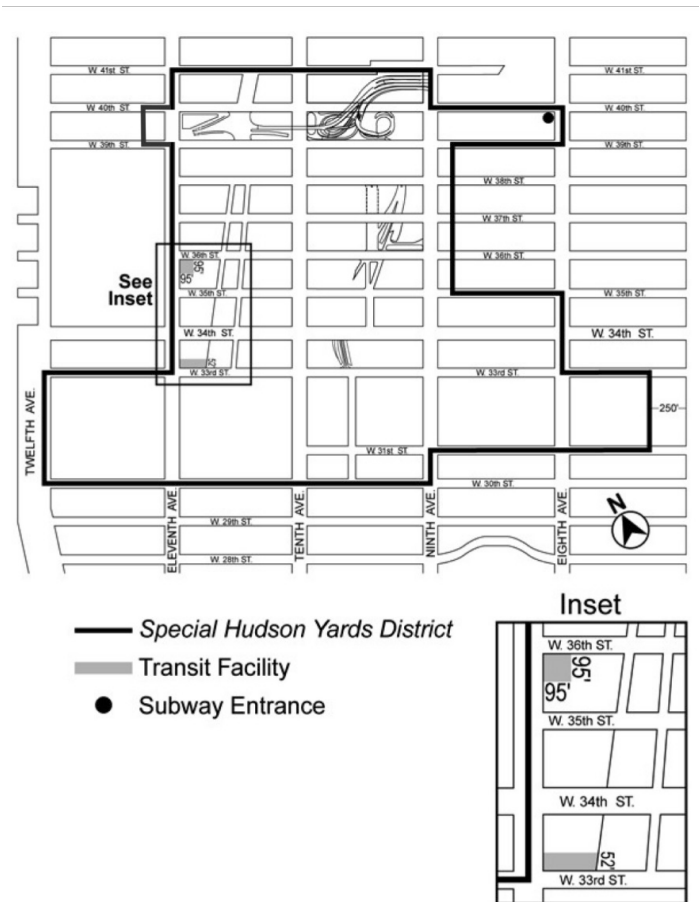 W. 41st ST.
W. 41st ST.
W. 40th ST.
W. 40th ST.
W. 39th ST.
W. 39th ST.
W. 38th ST.
W. 37th ST.
W. 36th ST.
W. 36th ST.
95'
95'
See
Inset
W. 35th ST.
W. 35th ST.
W. 34th ST.
W. 34th ST.
52'
W. 33rd ST.
W. 33rd ST.
250'
TWELFTH AVE.
W. 31st ST.
W. 30th ST.
ELEVENTH AVE.
TENTH AVE.
NINTH AVE.
EIGHTH AVE.
N
W. 29th ST.
W. 28th ST.
Special Hudson Yards District
Transit Facility
Subway Entrance
Inset
W. 36th ST.
95'
95'
W. 35th ST.
W. 34th ST.
52'
W. 33rd ST.